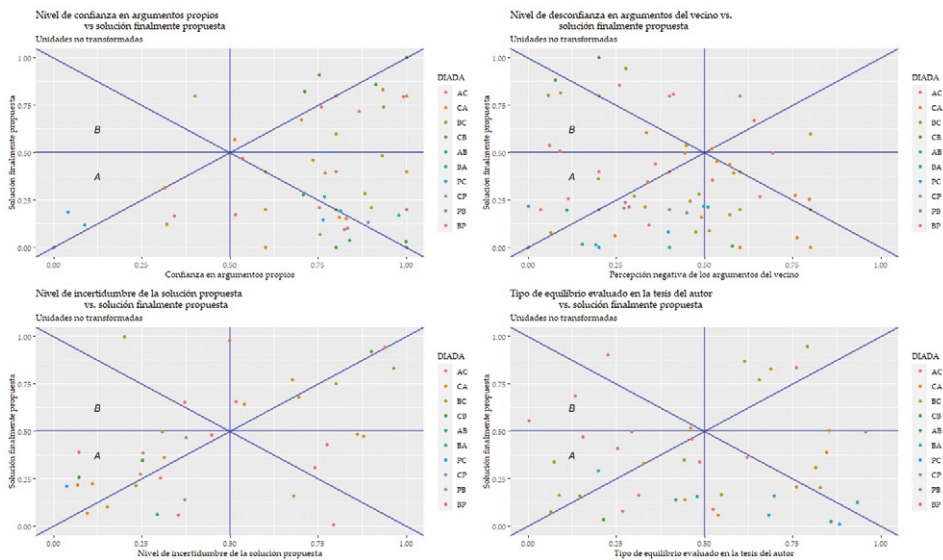 Nivel de confianza en argumentos propios
vs solución finalmente propuesta
Unidades no transformadas
1.00
0.75
0.50
0.25
0.00
Solución finalmente propuesta
B
A
0.00
0.25
0.50
0.75
1.00
Confianza en argumentos propios
DIADA
AC
CA
BC
CB
AB
BA
PC
CP
PB
BP
Nivel de desconfianza en argumentos del vecino vs.
solución finalmente propuesta
Unidades no transformadas
1.00
0.75
0.50
0.25
0.00
Solución finalmente propuesta
B
A
0.00
0.25
0.50
0.75
1.00
Percepción negativa de los argumentos del vecino
DIADA
AC
CA
BC
CB
AB
BA
PC
CP
PB
BP
Nivel de incertidumbre de la solución propuesta
vs. solución finalmente propuesta
Unidades no transformadas
1.00
0.75
0.50
0.25
0.00
Solución finalmente propuesta
B
A
0.00
0.25
0.50
0.75
1.00
Nivel de incertidumbre de la solución propuesta
DIADA
AC
CA
BC
CB
AB
BA
PC
CP
PB
BP
Tipo de equilibrio evaluado en la tesis del autor
vs. solución finalmente propuesta
Unidades no transformadas
1.00
0.75
0.50
0.25
0.00
Solución finalmente propuesta
B
A
0.00
0.25
0.50
0.75
1.00
Tipo de equilibrio evaluado en la tesis del autor
DIADA
AC
CA
BC
CB
AB
BA
PC
CP
PB
BP